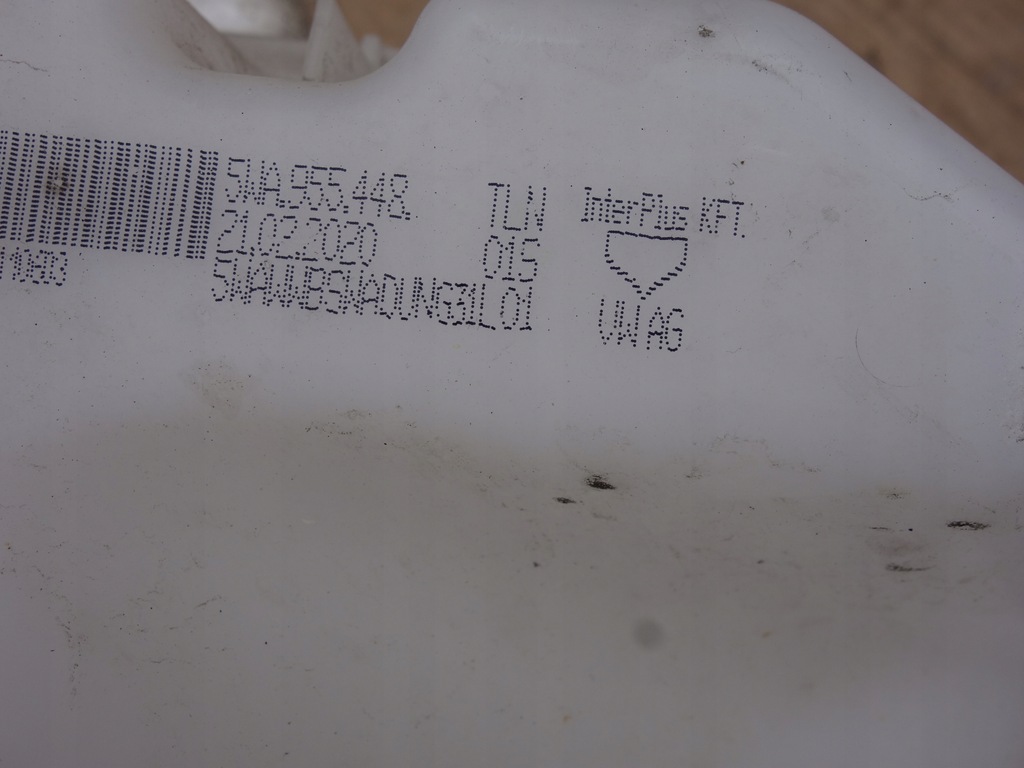 5WA.955.448. TLN InterPlus KFT.
21.02.2020 015
5WAWWB5WADUNG31L01 VW AG